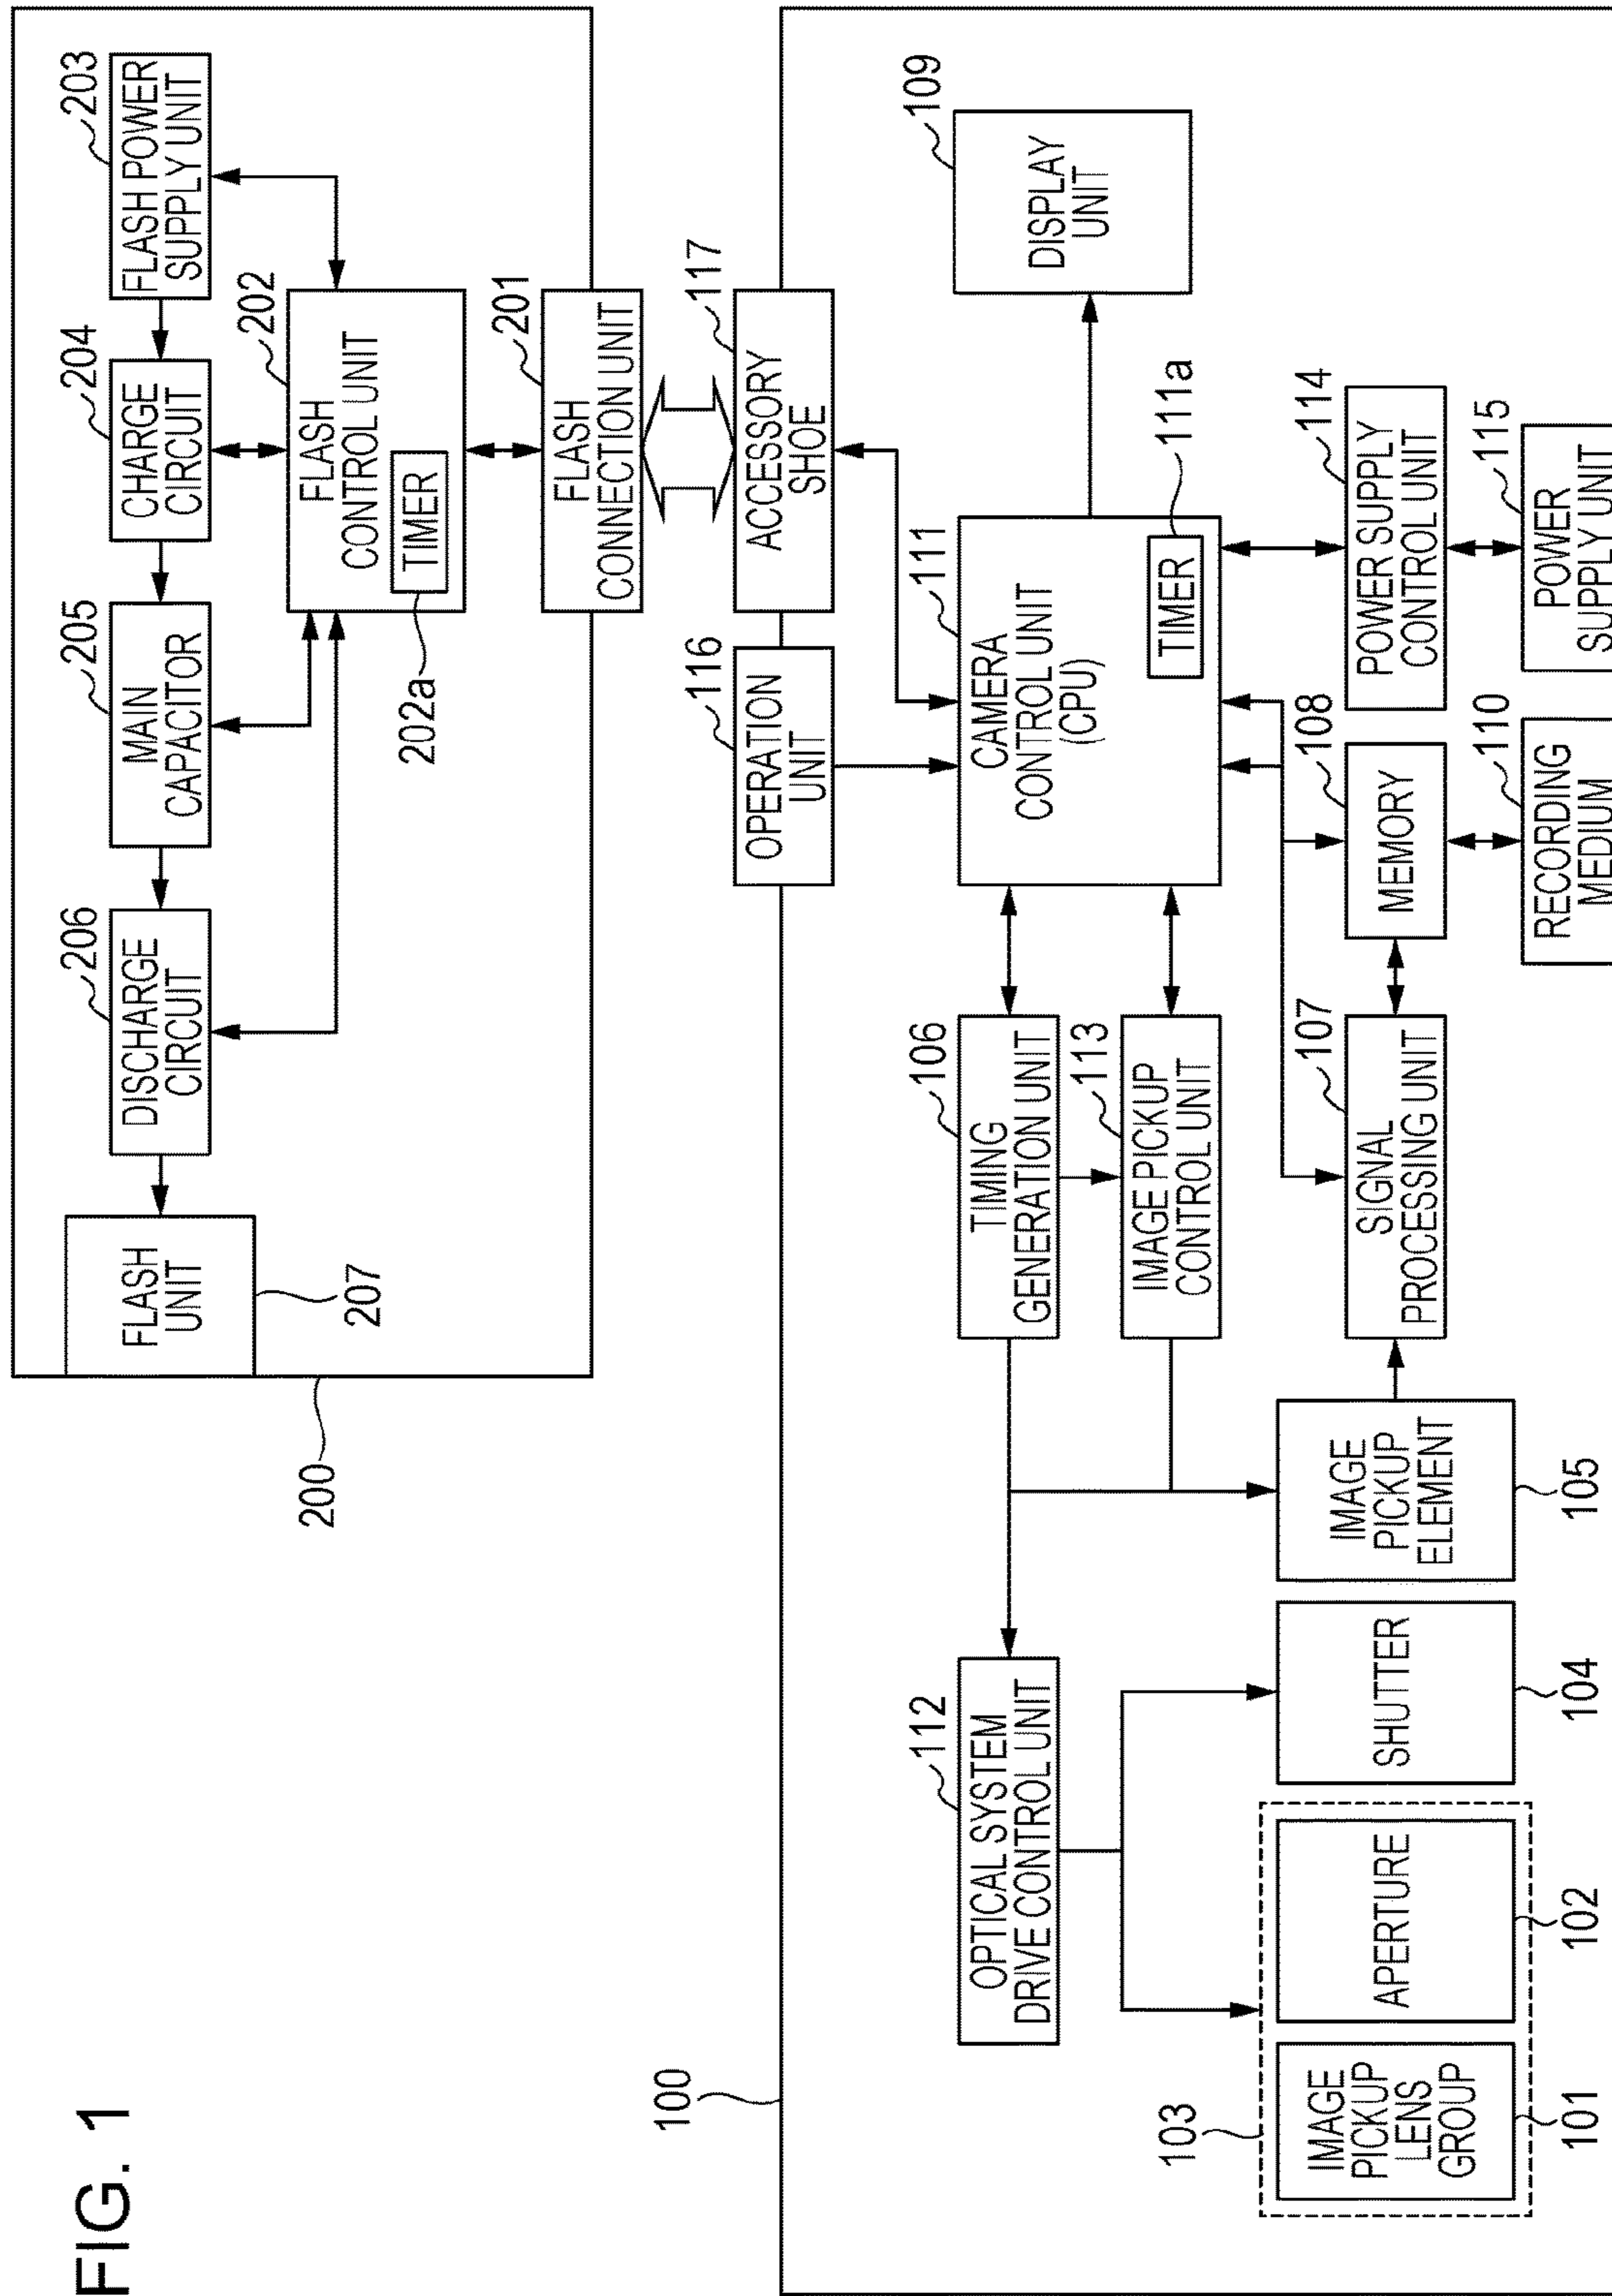 FIG. 1
200
207
FLASH
UNIT
206
DISCHARGE
CIRCUIT
205
MAIN
CAPACITOR
204
CHARGE
CIRCUIT
203
FLASH POWER
SUPPLY UNIT
202
FLASH
CONTROL UNIT
TIMER
202a
201
FLASH
CONNECTION UNIT
100
116
OPERATION
UNIT
117
ACCESSORY
SHOE
112
OPTICAL SYSTEM
DRIVE CONTROL UNIT
106
TIMING
GENERATION UNIT
113
IMAGE PICKUP
CONTROL UNIT
111
CAMERA
CONTROL UNIT
(CPU)
TIMER
111a
109
DISPLAY
UNIT
103
IMAGE
PICKUP
LENS
GROUP
101
APERTURE
102
SHUTTER
104
IMAGE
PICKUP
ELEMENT
105
107
SIGNAL
PROCESSING UNIT
108
MEMORY
114
POWER SUPPLY
CONTROL UNIT
110
RECORDING
MEDIUM
115
POWER
SUPPLY UNIT